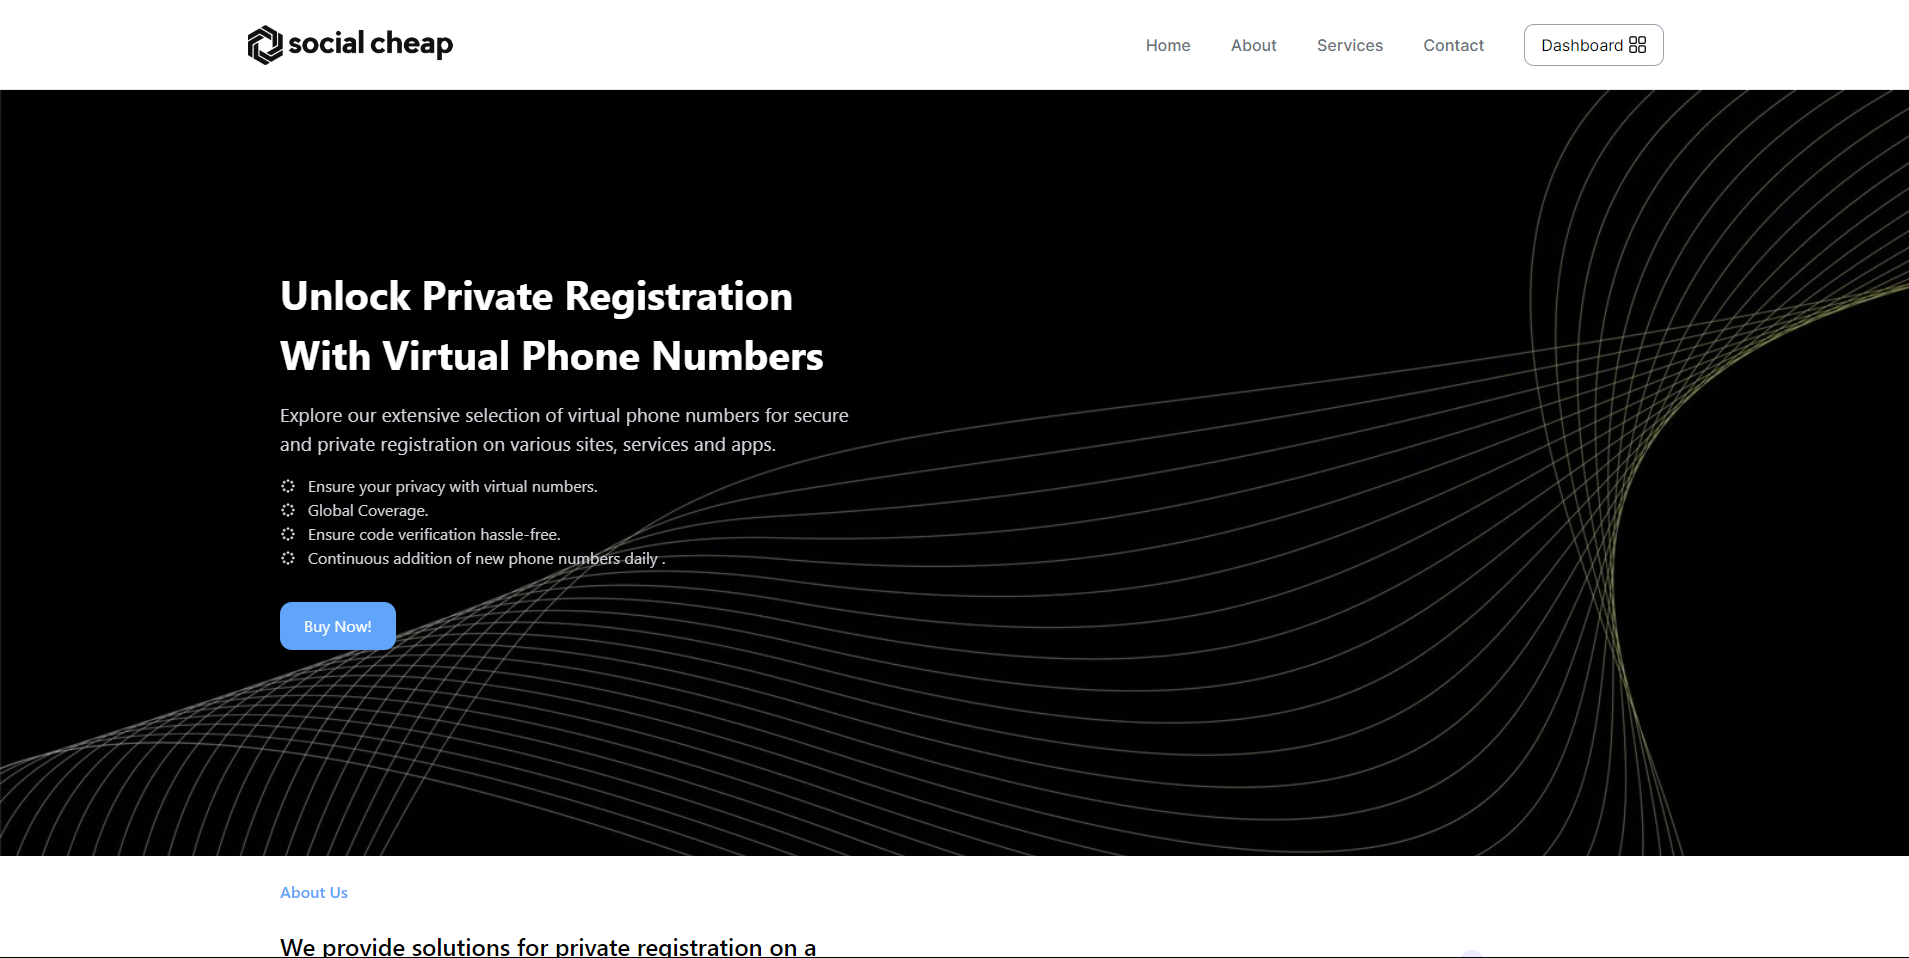 social cheap
Home
About
Services
Contact
Dashboard
Unlock Private Registration
With Virtual Phone Numbers
Explore our extensive selection of virtual phone numbers for secure
and private registration on various sites, services and apps.
Ensure your privacy with virtual numbers.
Global Coverage.
Ensure code verification hassle-free.
Continuous addition of new phone numbers daily .
Buy Now!
About Us
We provide solutions for private registration on a